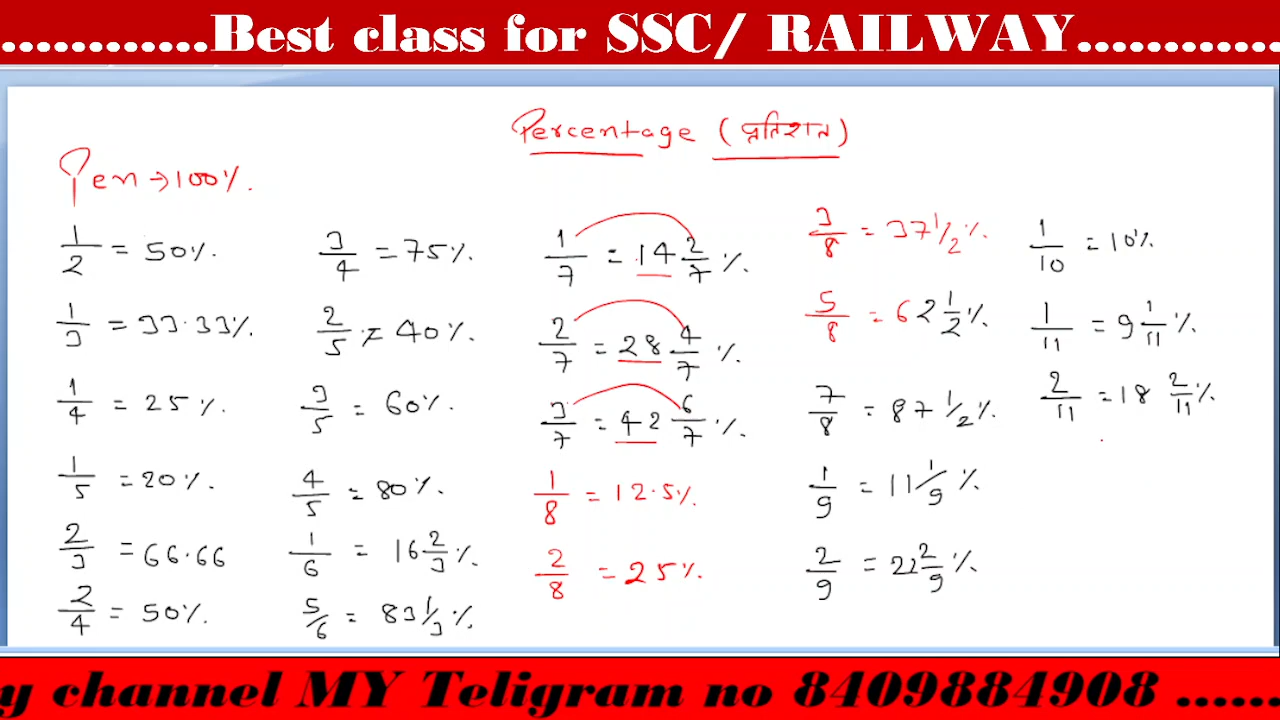 ............Best class for SSC/ RAILWAY............
Percentage (प्रतिशत)
Per cen → 100%.
1/2 = 50%.
1/3 = 33.33%.
1/4 = 25%.
1/5 = 20%.
2/3 = 66.66
2/4 = 50%.
3/4 = 75%.
2/5 = 40%.
3/5 = 60%.
4/5 = 80%.
1/6 = 16 2/3 %.
5/6 = 83 1/3 %.
1/7 = 14 2/7 %.
2/7 = 28 4/7 %.
3/7 = 42 6/7 %.
1/8 = 12.5%.
2/8 = 25%.
3/8 = 37 1/2 %.
5/8 = 62 1/2 %.
7/8 = 87 1/2 %.
1/9 = 11 1/9 %
2/9 = 22 2/9 %
1/10 = 10%
1/11 = 9 1/11 %
2/11 = 18 2/11 %
y channel MY Teligram no 8409884908 ......